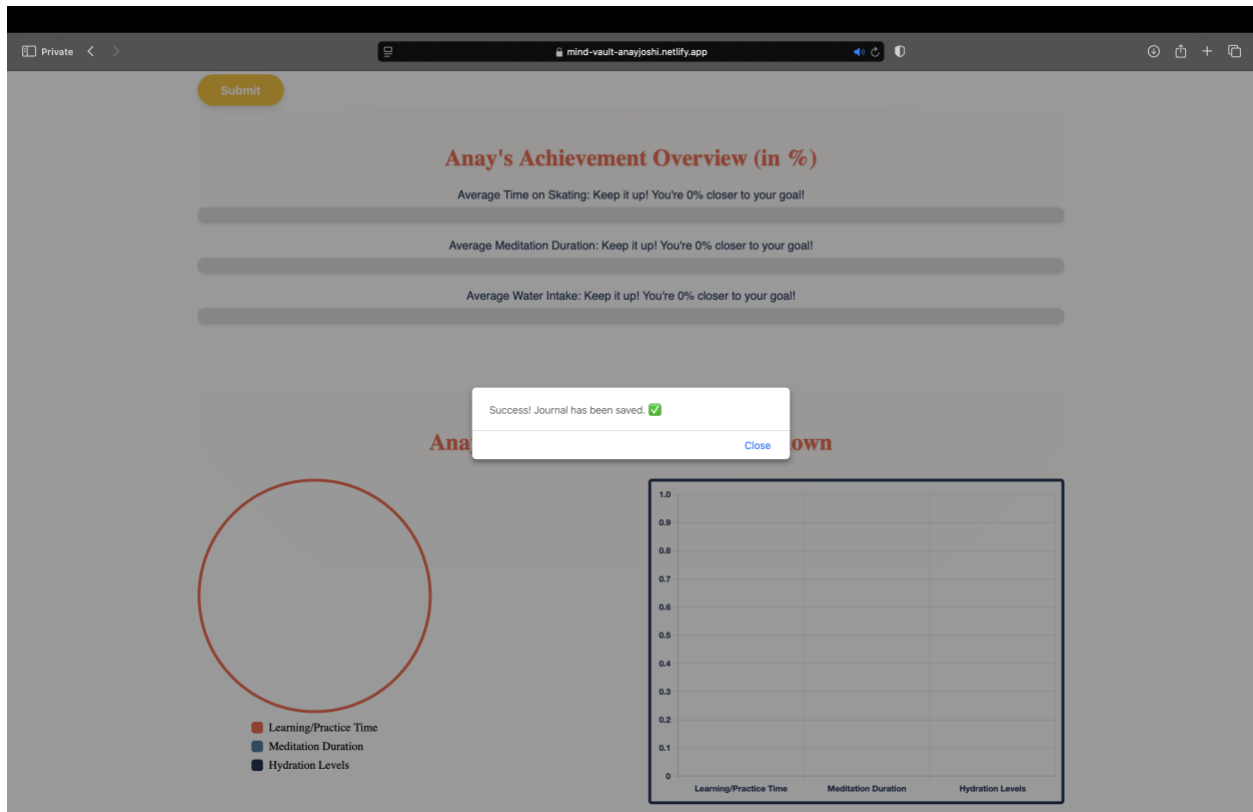 Private
mind-vault-anayjoshi.netlify.app
Submit
Anay's Achievement Overview (in %)
Average Time on Skating: Keep it up! You're 0% closer to your goal!
Average Meditation Duration: Keep it up! You're 0% closer to your goal!
Average Water Intake: Keep it up! You're 0% closer to your goal!
Success! Journal has been saved. ✅
Close
Ana
own
Learning/Practice Time
Meditation Duration
Hydration Levels
1.0
0.9
0.8
0.7
0.6
0.5
0.4
0.3
0.2
0.1
0
Learning/Practice Time Meditation Duration Hydration Levels